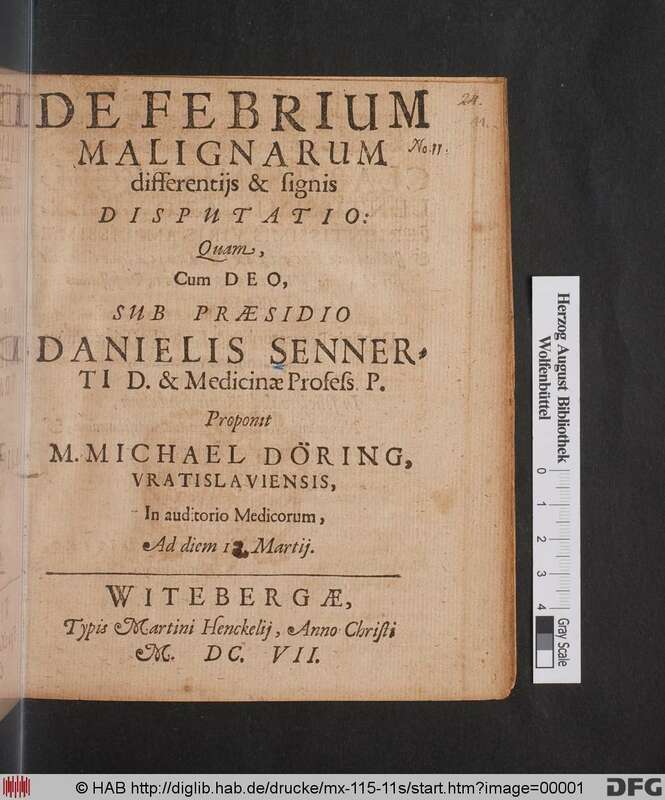 DE FEBRIUM
MALIGNARUM
differentijs & signis
DISPUTATIO:
Quam,
Cum DEO,
SUB PRÆSIDIO
DANIELIS SENNER-
TI D. & Medicinæ Profess. P.
Proponit
M. MICHAEL DÖRING,
VRATISLAVIENSIS,
In auditorio Medicorum,
Ad diem Martij.
WITEBERGÆ,
Typis Martini Henckelij, Anno Christi
M. DC. VII.
24.
11.
No. 11.
Herzog August Bibliothek
Wolfenbüttel
0 1 2 3 4
Gray Scale
© HAB http://diglib.hab.de/drucke/mx-115-11s/start.htm?image=00001
DFG